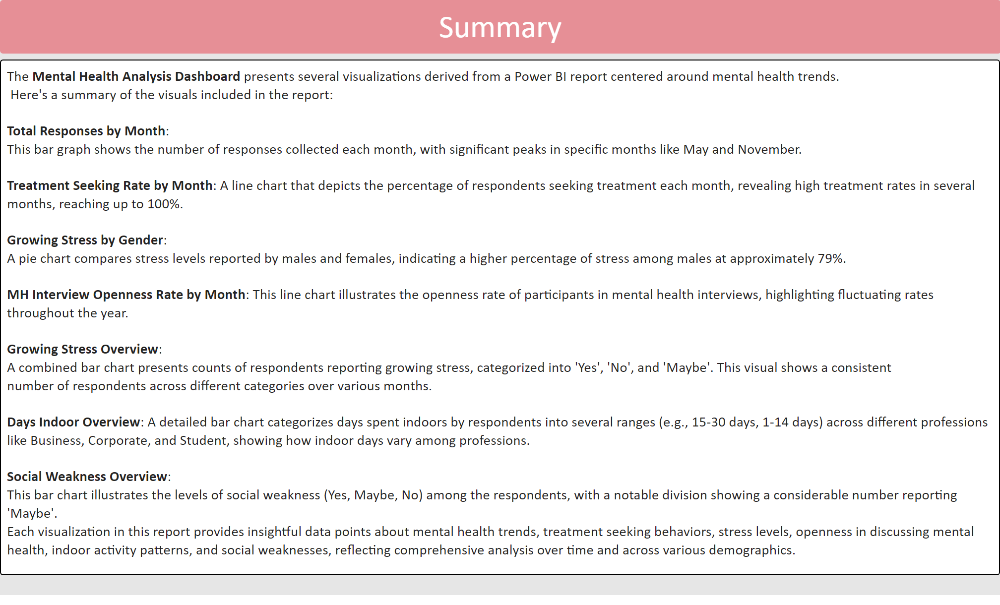 Summary
The Mental Health Analysis Dashboard presents several visualizations derived from a Power BI report centered around mental health trends.
Here's a summary of the visuals included in the report:
Total Responses by Month:
This bar graph shows the number of responses collected each month, with significant peaks in specific months like May and November.
Treatment Seeking Rate by Month: A line chart that depicts the percentage of respondents seeking treatment each month, revealing high treatment rates in several
months, reaching up to 100%.
Growing Stress by Gender:
A pie chart compares stress levels reported by males and females, indicating a higher percentage of stress among males at approximately 79%.
MH Interview Openness Rate by Month: This line chart illustrates the openness rate of participants in mental health interviews, highlighting fluctuating rates
throughout the year.
Growing Stress Overview:
A combined bar chart presents counts of respondents reporting growing stress, categorized into 'Yes', 'No', and 'Maybe'. This visual shows a consistent
number of respondents across different categories over various months.
Days Indoor Overview: A detailed bar chart categorizes days spent indoors by respondents into several ranges (e.g., 15-30 days, 1-14 days) across different professions
like Business, Corporate, and Student, showing how indoor days vary among professions.
Social Weakness Overview:
This bar chart illustrates the levels of social weakness (Yes, Maybe, No) among the respondents, with a notable division showing a considerable number reporting
'Maybe'.
Each visualization in this report provides insightful data points about mental health trends, treatment seeking behaviors, stress levels, openness in discussing mental
health, indoor activity patterns, and social weaknesses, reflecting comprehensive analysis over time and across various demographics.